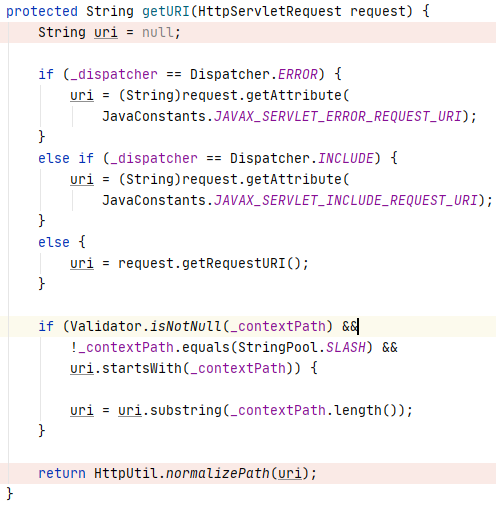 protected String getURI(HttpServletRequest request) {
    String uri = null;

    if (_dispatcher == Dispatcher.ERROR) {
        uri = (String)request.getAttribute(
            JavaConstants.JAVAX_SERVLET_ERROR_REQUEST_URI);
    }
    else if (_dispatcher == Dispatcher.INCLUDE) {
        uri = (String)request.getAttribute(
            JavaConstants.JAVAX_SERVLET_INCLUDE_REQUEST_URI);
    }
    else {
        uri = request.getRequestURI();
    }

    if (Validator.isNotNull(_contextPath) &&
        !_contextPath.equals(StringPool.SLASH) &&
        uri.startsWith(_contextPath)) {

        uri = uri.substring(_contextPath.length());
    }

    return HttpUtil.normalizePath(uri);
}